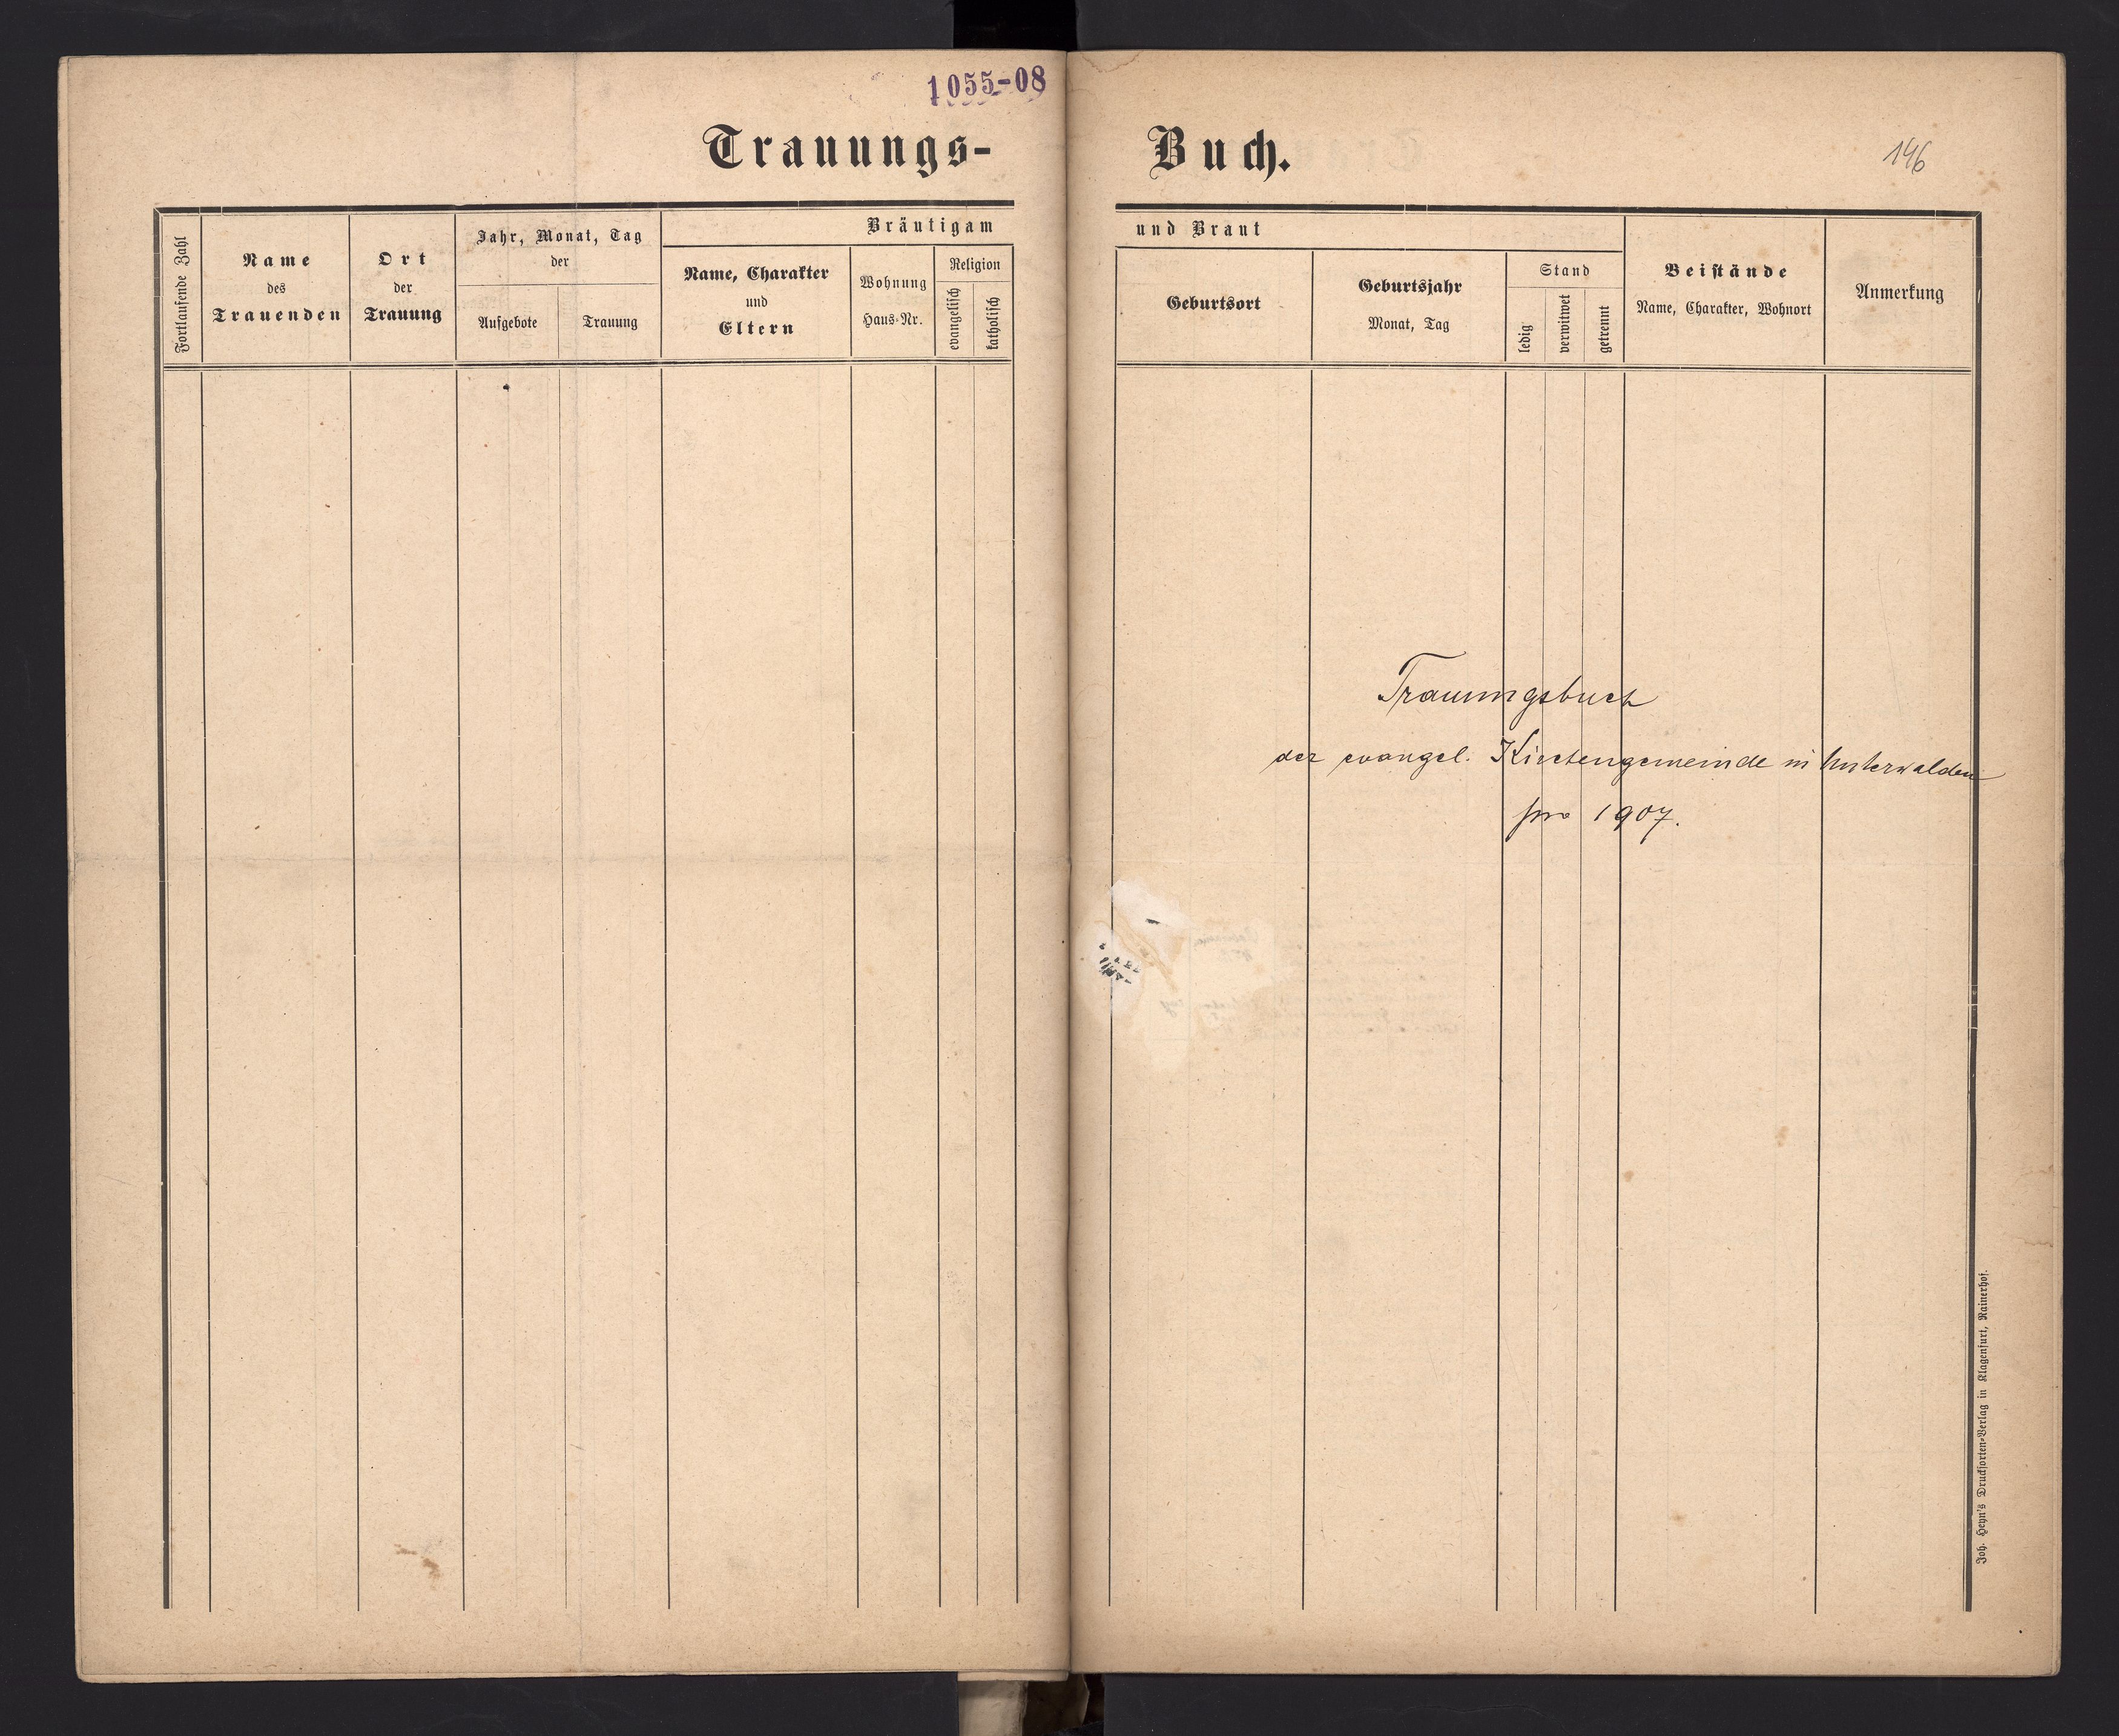 1055-08
Trauungs-
Fortlaufende Zahl
Name
des
Trauenden
Ort
der
Trauung
Jahr, Monat, Tag
der
Aufgebote
Trauung
Bräutigam
Name, Charakter
und
Eltern
Wohnung
Haus-Nr.
Religion
evangelisch
katholisch
Buch.
146
und Braut
Geburtsort
Geburtsjahr
Monat, Tag
Stand
ledig
verwitwet
getrennt
Beistände
Name, Charakter, Wohnort
Anmerkung
Trauungsbuch
der evangel. Kirchengemeinde in Unterwalden
pro 1907.
Joh. Heyn's Drucksorten-Verlag in Klagenfurt, Rainerhof.